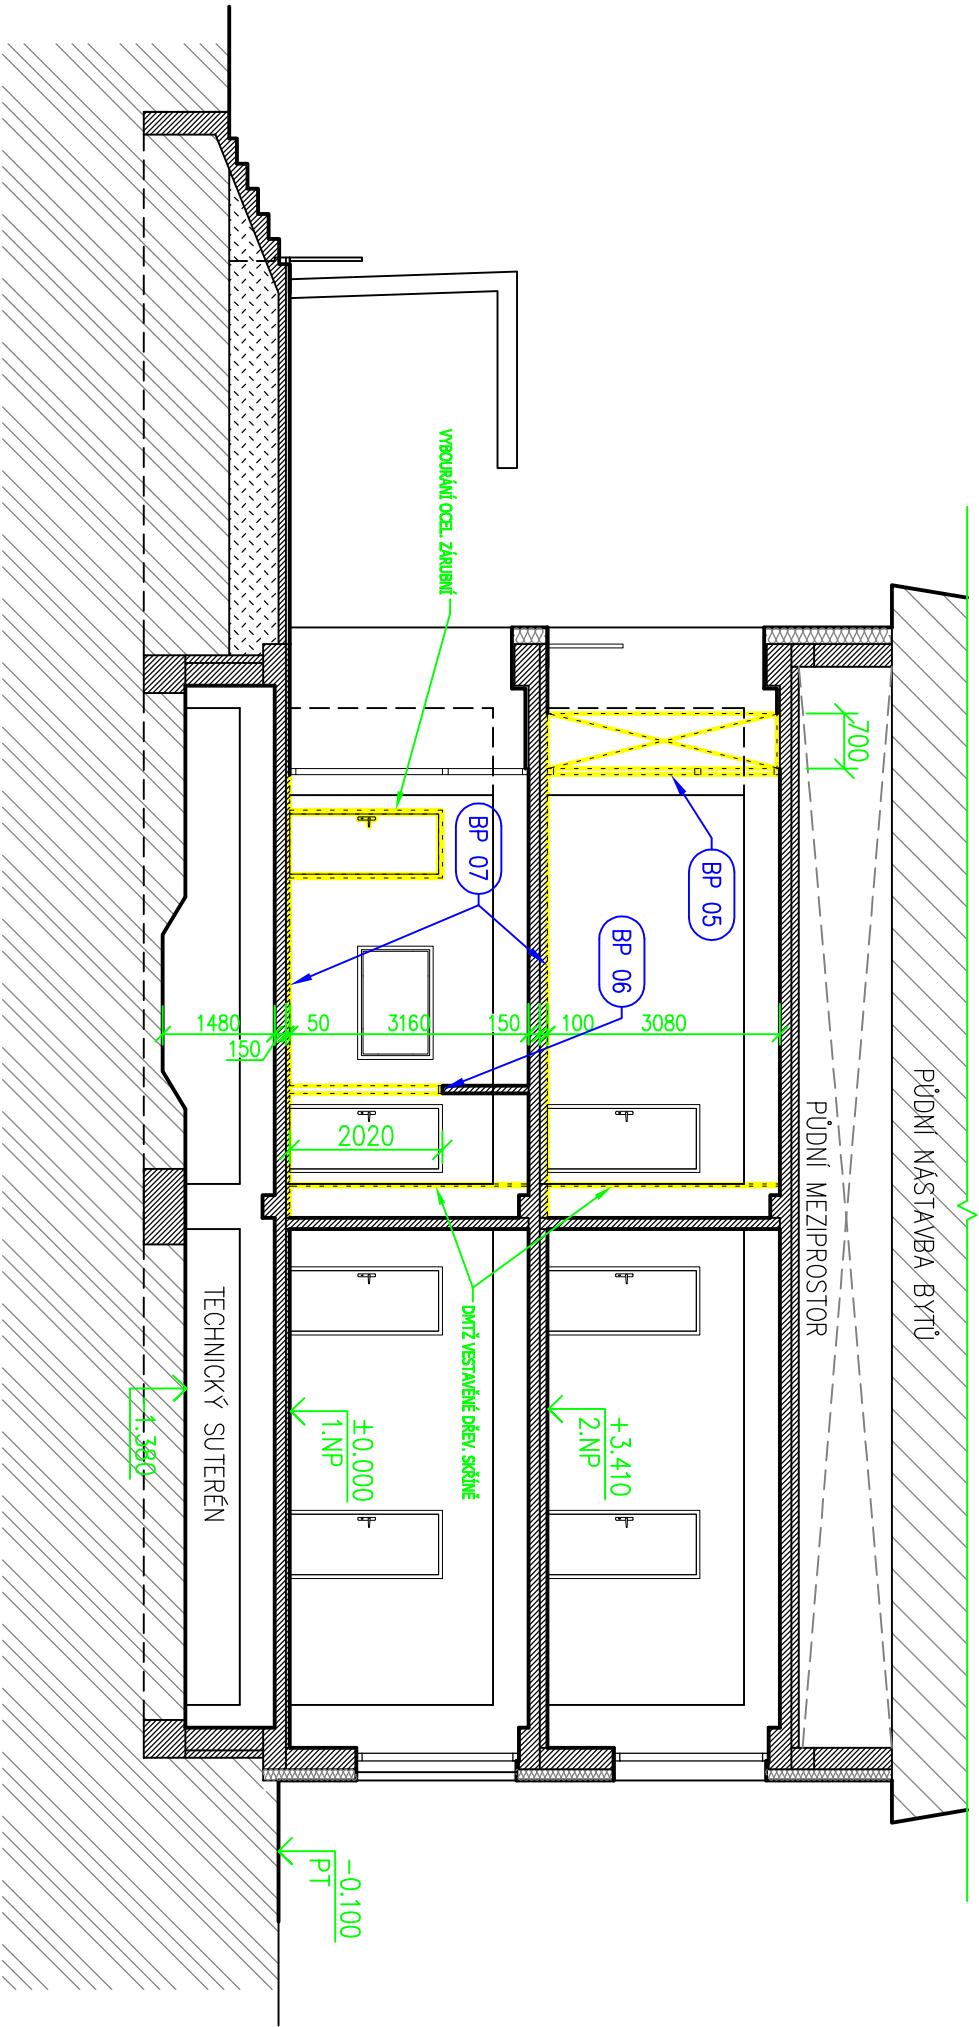 PŮDNÍ NÁSTAVBA BYTŮ
PŮDNÍ MEZIPROSTOR
700
BP 05
BP 06
BP 07
VYBOURÁNÍ OCEL. ZÁRUBNÍ
1480
150
50
3160
150
100
3080
2020
DMTŽ VESTAVĚNÉ DŘEV. SKŘÍNĚ
+3.410
2.NP
±0.000
1.NP
TECHNICKÝ SUTERÉN
-1.380
-0.100
PT